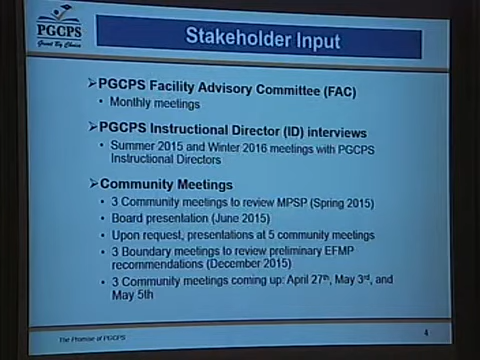 PGCPS
Great By Choice
Stakeholder Input
➢PGCPS Facility Advisory Committee (FAC)
• Monthly meetings
➢PGCPS Instructional Director (ID) interviews
• Summer 2015 and Winter 2016 meetings with PGCPS
Instructional Directors
➢Community Meetings
• 3 Community meetings to review MPSP (Spring 2015)
• Board presentation (June 2015)
• Upon request, presentations at 5 community meetings
• 3 Boundary meetings to review preliminary EFMP
recommendations (December 2015)
• 3 Community meetings coming up: April 27th, May 3rd, and
May 5th
The Promise of PGCPS
4